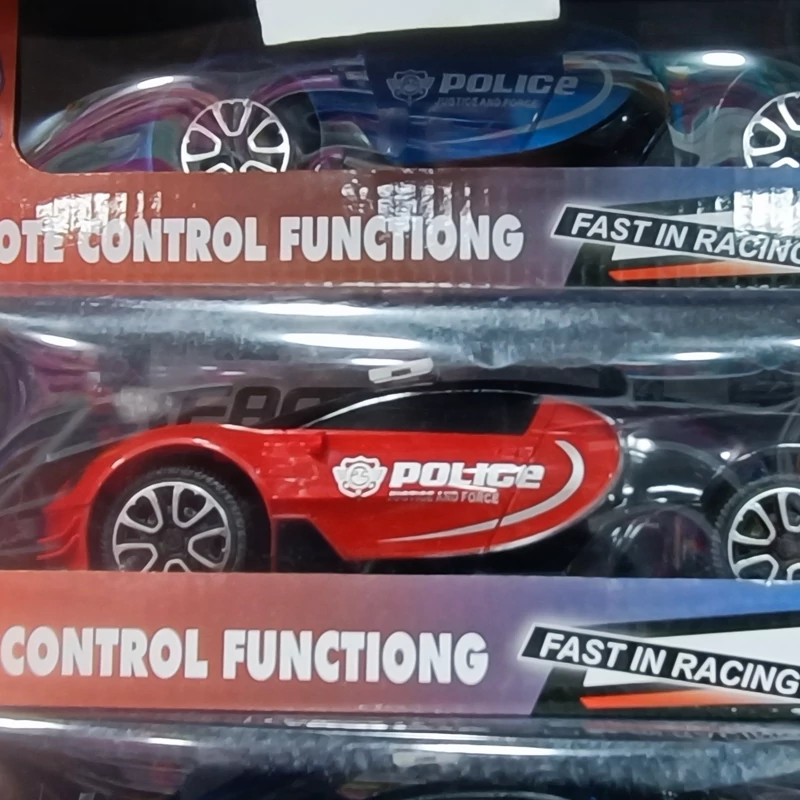 POLICE
JUSTICE AND FORCE
OTE CONTROL FUNCTIONG
FAST IN RACING
POLICE
JUSTICE AND FORCE
CONTROL FUNCTIONG
FAST IN RACING